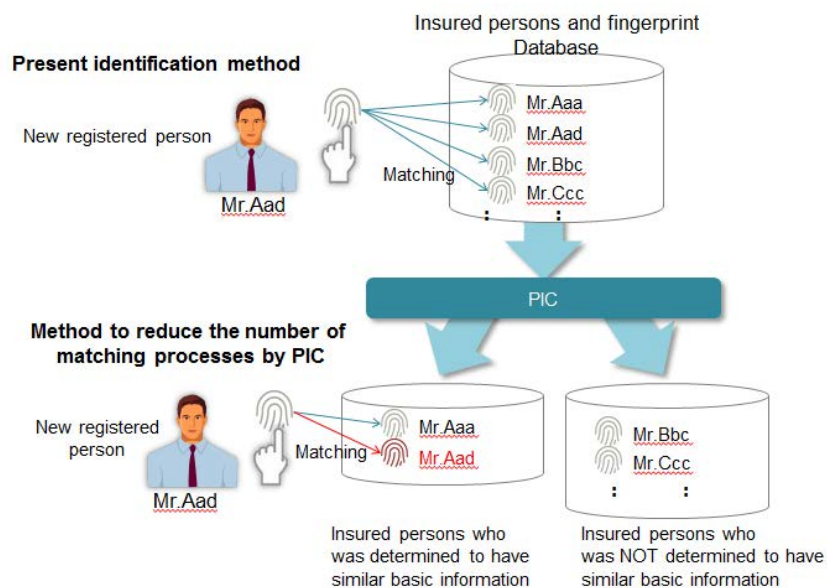 Insured persons and fingerprint
Database
Present identification method
New registered person
Mr.Aad
Matching
Mr.Aaa
Mr.Aad
Mr.Bbc
Mr.Ccc
:
:
PIC
Method to reduce the number of
matching processes by PIC
New registered
person
Mr.Aad
Matching
Mr.Aaa
Mr.Aad
Mr.Bbc
Mr.Ccc
:
:
Insured persons who
was determined to have
similar basic information
Insured persons who
was NOT determined to have
similar basic information